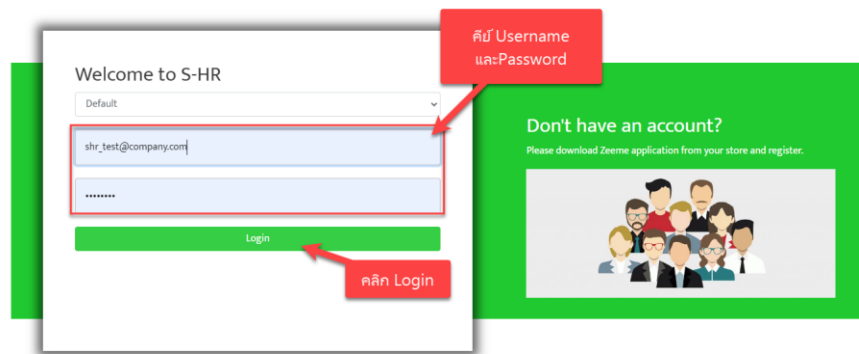 คีย์ Username
และPassword
Welcome to S-HR
Default
shr_test@company.com
••••••••
Login
คลิก Login
Don't have an account?
Please download Zeeme application from your store and register.